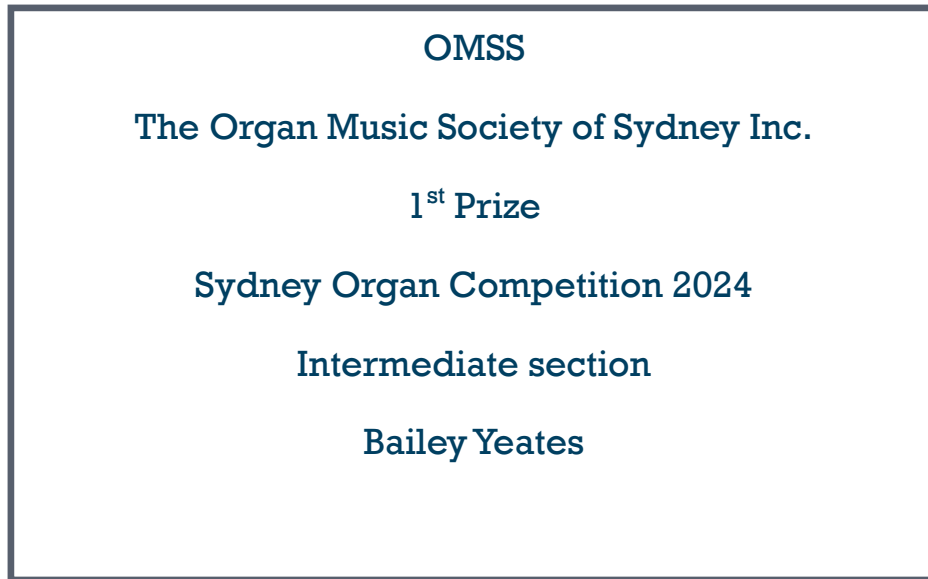 OMSS
The Organ Music Society of Sydney Inc.
1st Prize
Sydney Organ Competition 2024
Intermediate section
Bailey Yeates